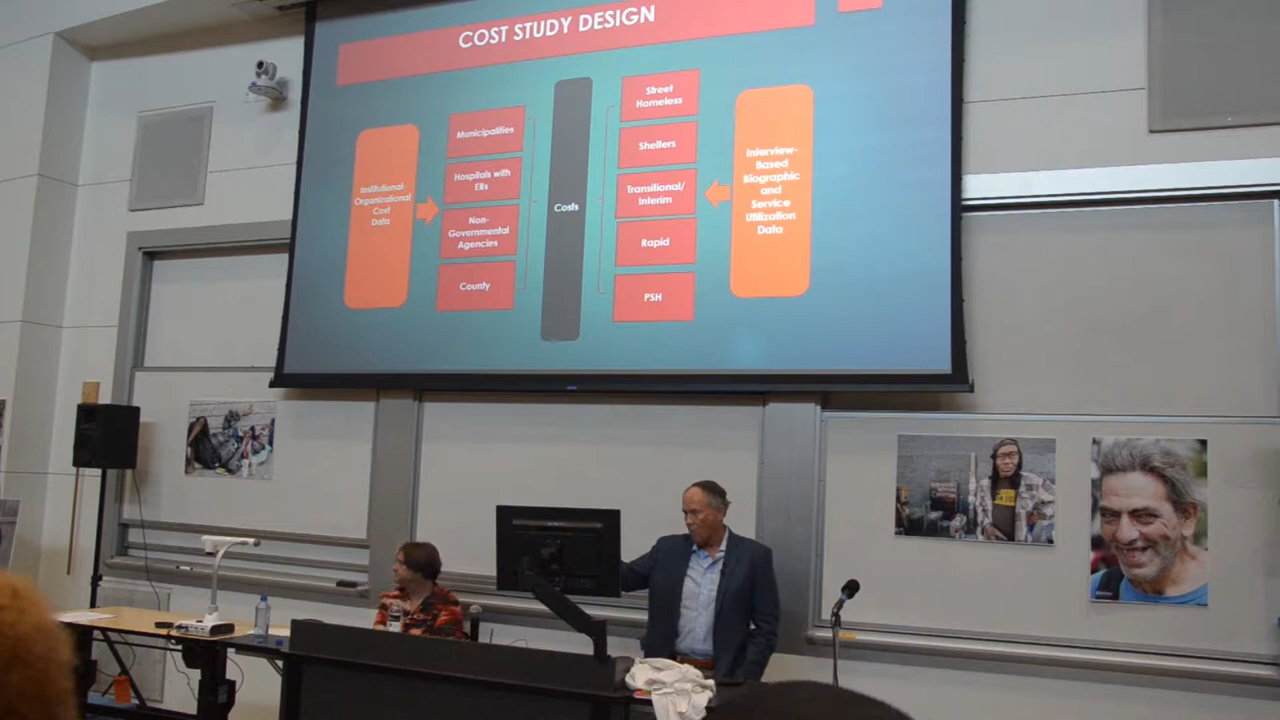 COST STUDY DESIGN
Institutional-
Organizational
Cost
Data
Municipalities
Hospitals with
ERs
Non-
Governmental
Agencies
County
Costs
Street
Homeless
Shelters
Transitional/
Interim
Rapid
PSH
Interview-
Based
Biographic
and
Service
Utilization
Data